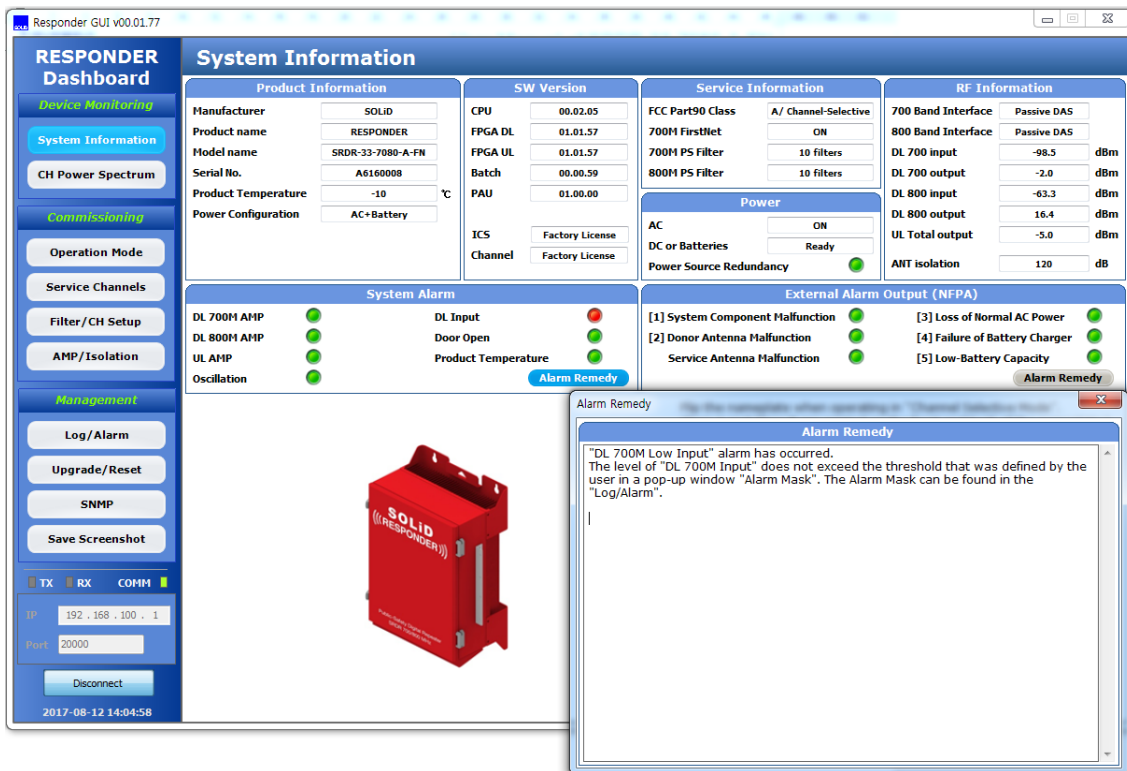 SOLiD
Responder GUI v00.01.77
RESPONDER
Dashboard
Device Monitoring
System Information
CH Power Spectrum
Commissioning
Operation Mode
Service Channels
Filter/CH Setup
AMP/Isolation
Management
Log/Alarm
Upgrade/Reset
SNMP
Save Screenshot
TX RX COMM
IP 192 . 168 . 100 . 1
Port 20000
Disconnect
2017-08-12 14:04:58
System Information
Product Information
Manufacturer SOLiD
Product name RESPONDER
Model name SRDR-33-7080-A-FN
Serial No. A6160008
Product Temperature -10 ℃
Power Configuration AC+Battery
SW Version
CPU 00.02.05
FPGA DL 01.01.57
FPGA UL 01.01.57
Batch 00.00.59
PAU 01.00.00
ICS Factory License
Channel Factory License
Service Information
FCC Part90 Class A/ Channel-Selective
700M FirstNet ON
700M PS Filter 10 filters
800M PS Filter 10 filters
Power
AC ON
DC or Batteries Ready
Power Source Redundancy
RF Information
700 Band Interface Passive DAS
800 Band Interface Passive DAS
DL 700 input -98.5 dBm
DL 700 output -2.0 dBm
DL 800 input -63.3 dBm
DL 800 output 16.4 dBm
UL Total output -5.0 dBm
ANT isolation 120 dB
System Alarm
DL 700M AMP DL Input
DL 800M AMP Door Open
UL AMP Product Temperature
Oscillation Alarm Remedy
External Alarm Output (NFPA)
[1] System Component Malfunction [3] Loss of Normal AC Power
[2] Donor Antenna Malfunction [4] Failure of Battery Charger
Service Antenna Malfunction [5] Low-Battery Capacity
Alarm Remedy
SOLiD
((( RESPONDER )))
Alarm Remedy
Flip the nameplate when operating in "Channel Selective Mode".
Alarm Remedy
"DL 700M Low Input" alarm has occurred.
The level of "DL 700M Input" does not exceed the threshold that was defined by the
user in a pop-up window "Alarm Mask". The Alarm Mask can be found in the
"Log/Alarm".